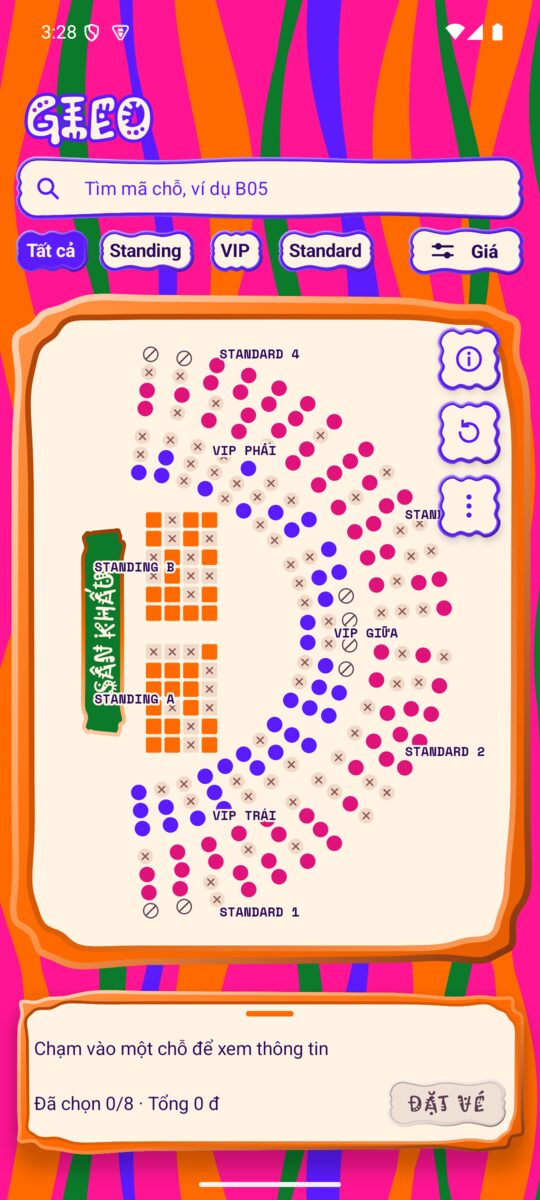 3:28
GIEO
Tìm mã chỗ, ví dụ B05
Tất cả
Standing
VIP
Standard
Giá
STANDARD 4
VIP PHẢI
STAND
STANDING B
SÂN KHẤU
VIP GIỮA
STANDING A
STANDARD 2
VIP TRÁI
STANDARD 1
Chạm vào một chỗ để xem thông tin
Đã chọn 0/8 · Tổng 0 đ
ĐẶT VÉ